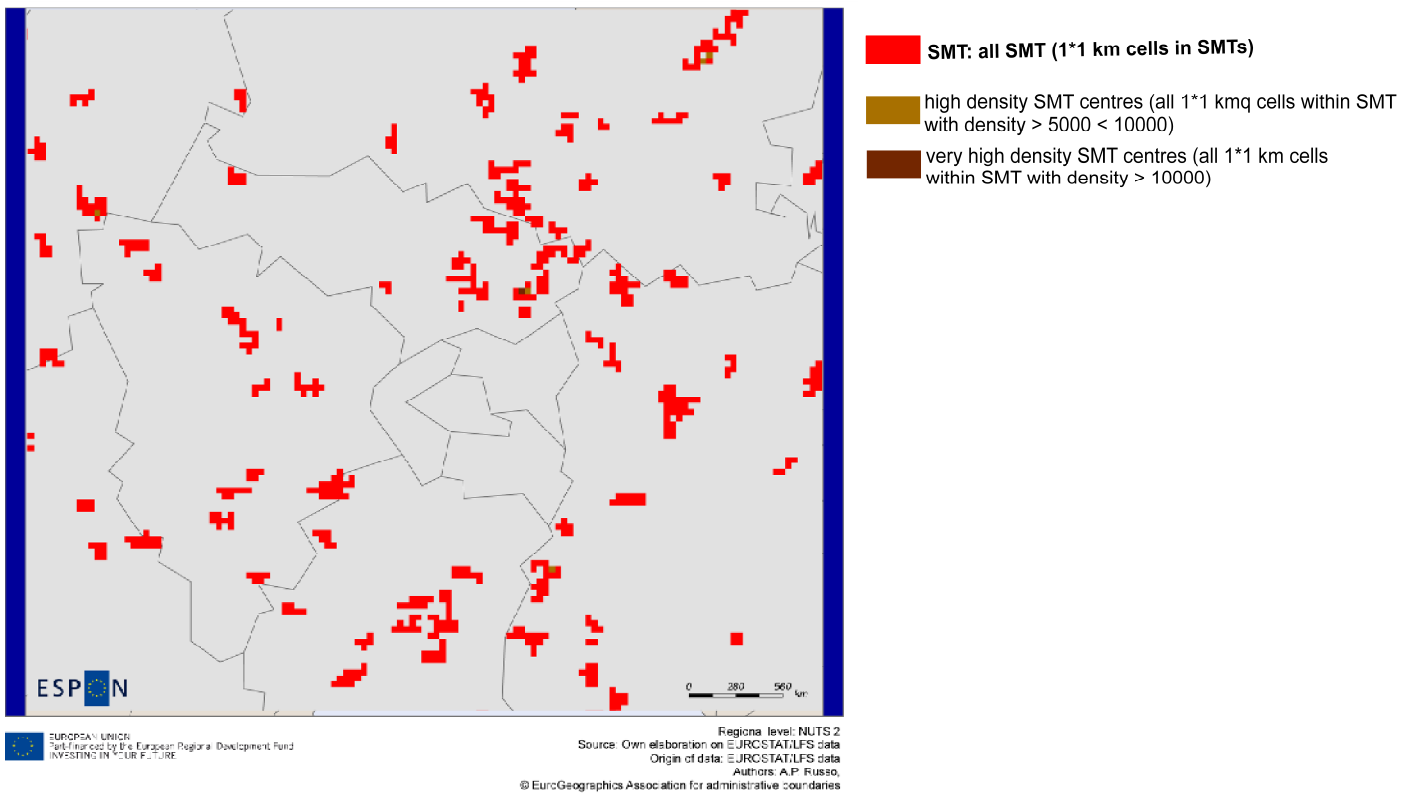 SMT: all SMT (1*1 km cells in SMTs)
high density SMT centres (all 1*1 kmq cells within SMT
with density > 5000 < 10000)
very high density SMT centres (all 1*1 km cells
within SMT with density > 10000)
ESPON
0 280 560 km
EUROPEAN UNION
Part-financed by the European Regional Development Fund
INVESTING IN YOUR FUTURE
Regional level: NUTS 2
Source: Own elaboration on EUROSTAT/LFS data
Origin of data: EUROSTAT/LFS data
Authors: A.P. Russo,
© EuroGeographics Association for administrative boundaries